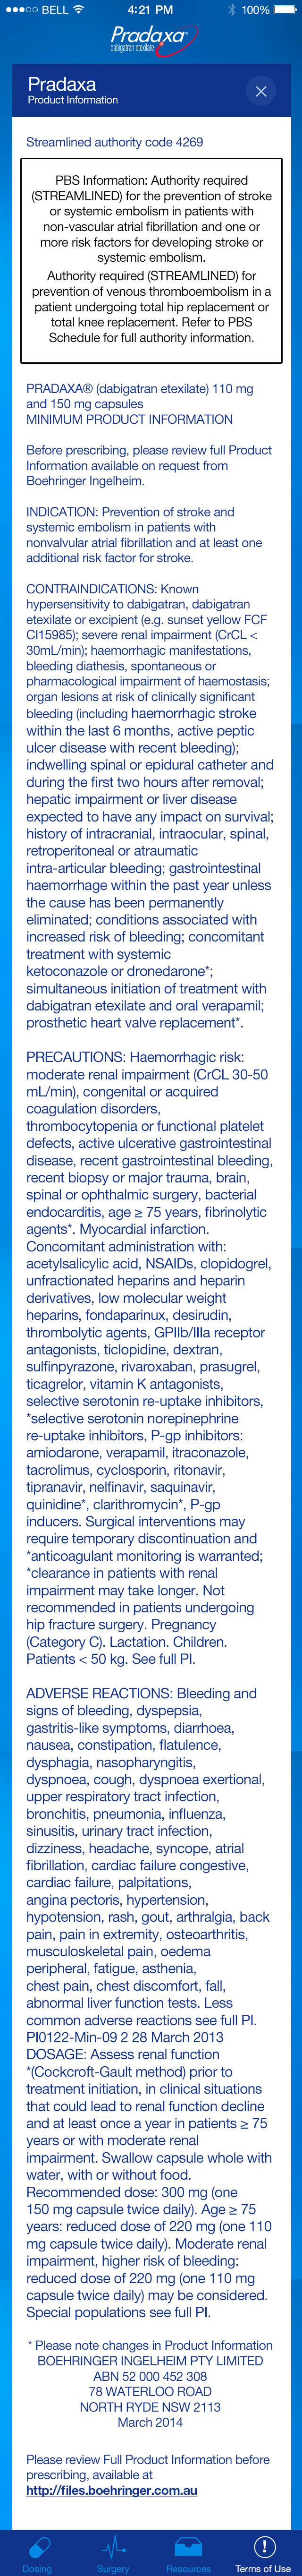 BELL 4:21 PM 100%
Pradaxa®
dabigatran etexilate
Pradaxa
Product Information
Streamlined authority code 4269
PBS Information: Authority required
(STREAMLINED) for the prevention of stroke
or systemic embolism in patients with
non-vascular atrial fibrillation and one or
more risk factors for developing stroke or
systemic embolism.
Authority required (STREAMLINED) for
prevention of venous thromboembolism in a
patient undergoing total hip replacement or
total knee replacement. Refer to PBS
Schedule for full authority information.
PRADAXA® (dabigatran etexilate) 110 mg
and 150 mg capsules
MINIMUM PRODUCT INFORMATION
Before prescribing, please review full Product
Information available on request from
Boehringer Ingelheim.
INDICATION: Prevention of stroke and
systemic embolism in patients with
nonvalvular atrial fibrillation and at least one
additional risk factor for stroke.
CONTRAINDICATIONS: Known
hypersensitivity to dabigatran, dabigatran
etexilate or excipient (e.g. sunset yellow FCF
CI15985); severe renal impairment (CrCL <
30mL/min); haemorrhagic manifestations,
bleeding diathesis, spontaneous or
pharmacological impairment of haemostasis;
organ lesions at risk of clinically significant
bleeding (including haemorrhagic stroke
within the last 6 months, active peptic
ulcer disease with recent bleeding);
indwelling spinal or epidural catheter and
during the first two hours after removal;
hepatic impairment or liver disease
expected to have any impact on survival;
history of intracranial, intraocular, spinal,
retroperitoneal or atraumatic
intra-articular bleeding; gastrointestinal
haemorrhage within the past year unless
the cause has been permanently
eliminated; conditions associated with
increased risk of bleeding; concomitant
treatment with systemic
ketoconazole or dronedarone*;
simultaneous initiation of treatment with
dabigatran etexilate and oral verapamil;
prosthetic heart valve replacement*.
PRECAUTIONS: Haemorrhagic risk:
moderate renal impairment (CrCL 30-50
mL/min), congenital or acquired
coagulation disorders,
thrombocytopenia or functional platelet
defects, active ulcerative gastrointestinal
disease, recent gastrointestinal bleeding,
recent biopsy or major trauma, brain,
spinal or ophthalmic surgery, bacterial
endocarditis, age ≥ 75 years, fibrinolytic
agents*. Myocardial infarction.
Concomitant administration with:
acetylsalicylic acid, NSAIDs, clopidogrel,
unfractionated heparins and heparin
derivatives, low molecular weight
heparins, fondaparinux, desirudin,
thrombolytic agents, GPIIb/IIIa receptor
antagonists, ticlopidine, dextran,
sulfinpyrazone, rivaroxaban, prasugrel,
ticagrelor, vitamin K antagonists,
selective serotonin re-uptake inhibitors,
*selective serotonin norepinephrine
re-uptake inhibitors, P-gp inhibitors:
amiodarone, verapamil, itraconazole,
tacrolimus, cyclosporin, ritonavir,
tipranavir, nelfinavir, saquinavir,
quinidine*, clarithromycin*, P-gp
inducers. Surgical interventions may
require temporary discontinuation and
*anticoagulant monitoring is warranted;
*clearance in patients with renal
impairment may take longer. Not
recommended in patients undergoing
hip fracture surgery. Pregnancy
(Category C). Lactation. Children.
Patients < 50 kg. See full PI.
ADVERSE REACTIONS: Bleeding and
signs of bleeding, dyspepsia,
gastritis-like symptoms, diarrhoea,
nausea, constipation, flatulence,
dysphagia, nasopharyngitis,
dyspnoea, cough, dyspnoea exertional,
upper respiratory tract infection,
bronchitis, pneumonia, influenza,
sinusitis, urinary tract infection,
dizziness, headache, syncope, atrial
fibrillation, cardiac failure congestive,
cardiac failure, palpitations,
angina pectoris, hypertension,
hypotension, rash, gout, arthralgia, back
pain, pain in extremity, osteoarthritis,
musculoskeletal pain, oedema
peripheral, fatigue, asthenia,
chest pain, chest discomfort, fall,
abnormal liver function tests. Less
common adverse reactions see full PI.
PI0122-Min-09 2 28 March 2013
DOSAGE: Assess renal function
*(Cockcroft-Gault method) prior to
treatment initiation, in clinical situations
that could lead to renal function decline
and at least once a year in patients ≥ 75
years or with moderate renal
impairment. Swallow capsule whole with
water, with or without food.
Recommended dose: 300 mg (one
150 mg capsule twice daily). Age ≥ 75
years: reduced dose of 220 mg (one 110
mg capsule twice daily). Moderate renal
impairment, higher risk of bleeding:
reduced dose of 220 mg (one 110 mg
capsule twice daily) may be considered.
Special populations see full PI.
* Please note changes in Product Information
BOEHRINGER INGELHEIM PTY LIMITED
ABN 52 000 452 308
78 WATERLOO ROAD
NORTH RYDE NSW 2113
March 2014
Please review Full Product Information before
prescribing, available at
http://files.boehringer.com.au
Dosing Surgery Resources Terms of Use